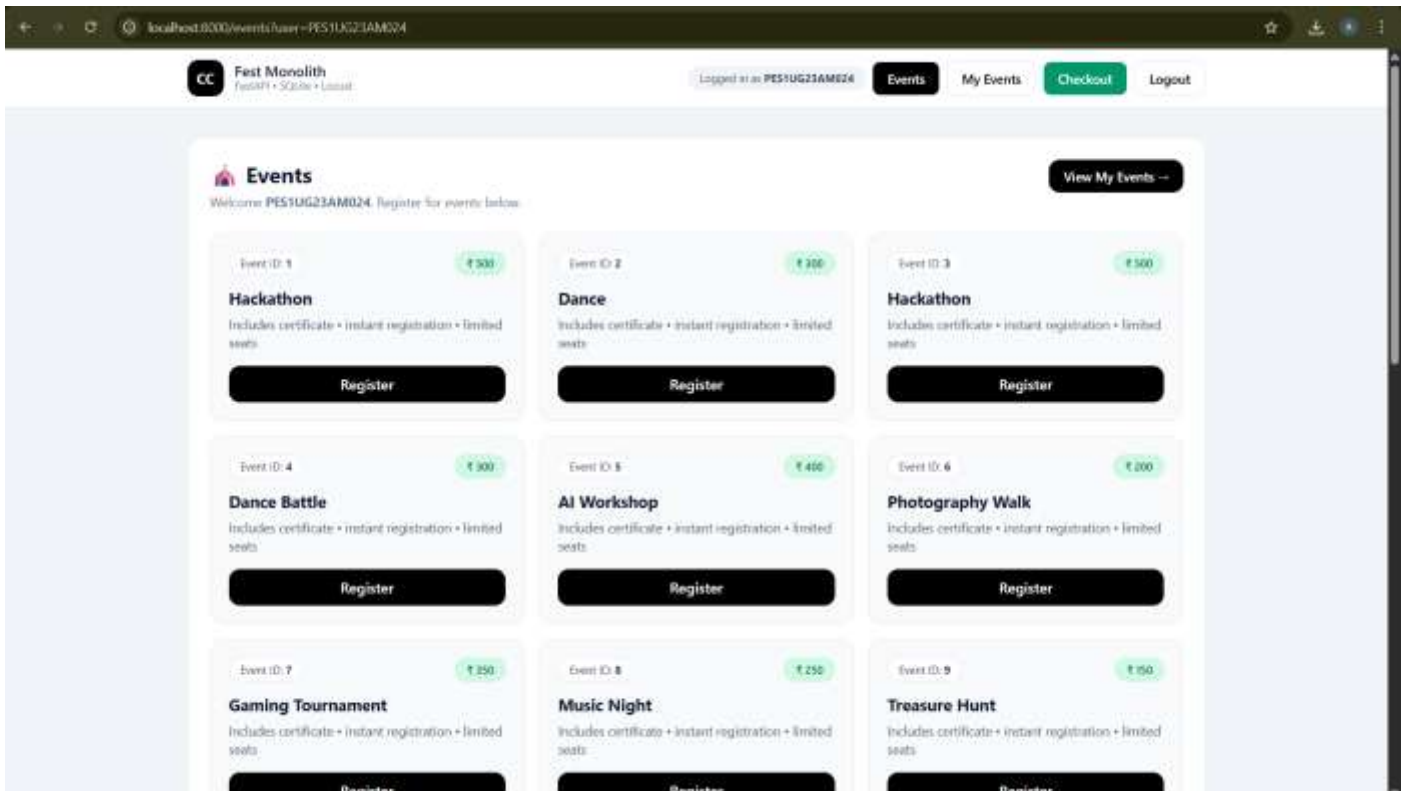 localhost:8000/events?user=PES1UG23AM024
CC
Fest Monolith
FastAPI • SQLite • Locust
Logged in as PES1UG23AM024
Events
My Events
Checkout
Logout
Events
View My Events →
Welcome PES1UG23AM024. Register for events below.
Event ID: 1
₹ 500
Hackathon
Includes certificate • instant registration • limited
seats
Register
Event ID: 2
₹ 300
Dance
Includes certificate • instant registration • limited
seats
Register
Event ID: 3
₹ 500
Hackathon
Includes certificate • instant registration • limited
seats
Register
Event ID: 4
₹ 300
Dance Battle
Includes certificate • instant registration • limited
seats
Register
Event ID: 5
₹ 400
AI Workshop
Includes certificate • instant registration • limited
seats
Register
Event ID: 6
₹ 200
Photography Walk
Includes certificate • instant registration • limited
seats
Register
Event ID: 7
₹ 350
Gaming Tournament
Includes certificate • instant registration • limited
seats
Register
Event ID: 8
₹ 250
Music Night
Includes certificate • instant registration • limited
seats
Register
Event ID: 9
₹ 150
Treasure Hunt
Includes certificate • instant registration • limited
seats
Register